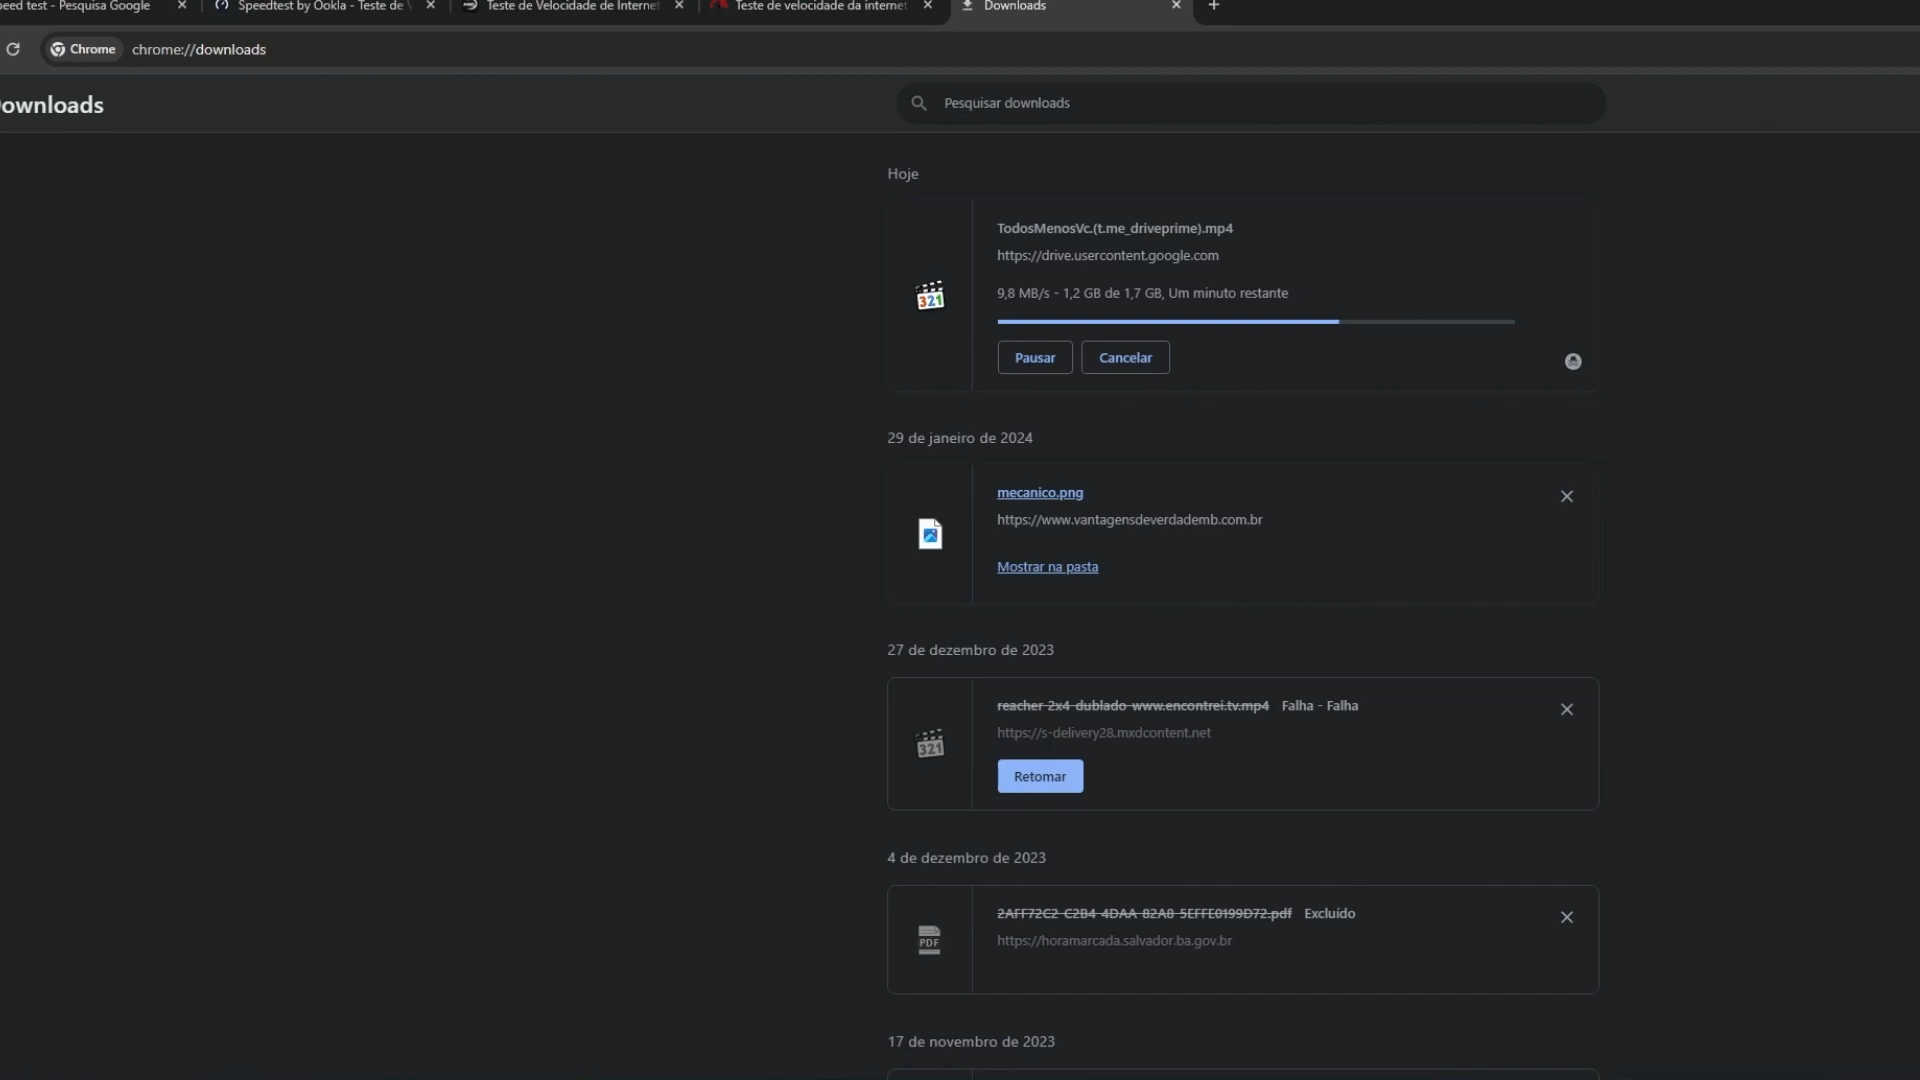 eed test - Pesquisa Google
Speedtest by Ookla - Teste de
Teste de Velocidade de Internet
Teste de velocidade da internet
Downloads
Chrome
chrome://downloads
ownloads
Pesquisar downloads
Hoje
TodosMenosVc.(t.me_driveprime).mp4
https://drive.usercontent.google.com
321
9,8 MB/s - 1,2 GB de 1,7 GB, Um minuto restante
Pausar
Cancelar
29 de janeiro de 2024
mecanico.png
https://www.vantagensdeverdademb.com.br
Mostrar na pasta
27 de dezembro de 2023
reacher 2x4 dublado www.encontrei.tv.mp4 Falha - Falha
https://s-delivery28.mxdcontent.net
321
Retomar
4 de dezembro de 2023
2AFF72C2-C2B4-4DAA-82A8-5EFFE0199D72.pdf Excluído
https://horamarcada.salvador.ba.gov.br
PDF
17 de novembro de 2023